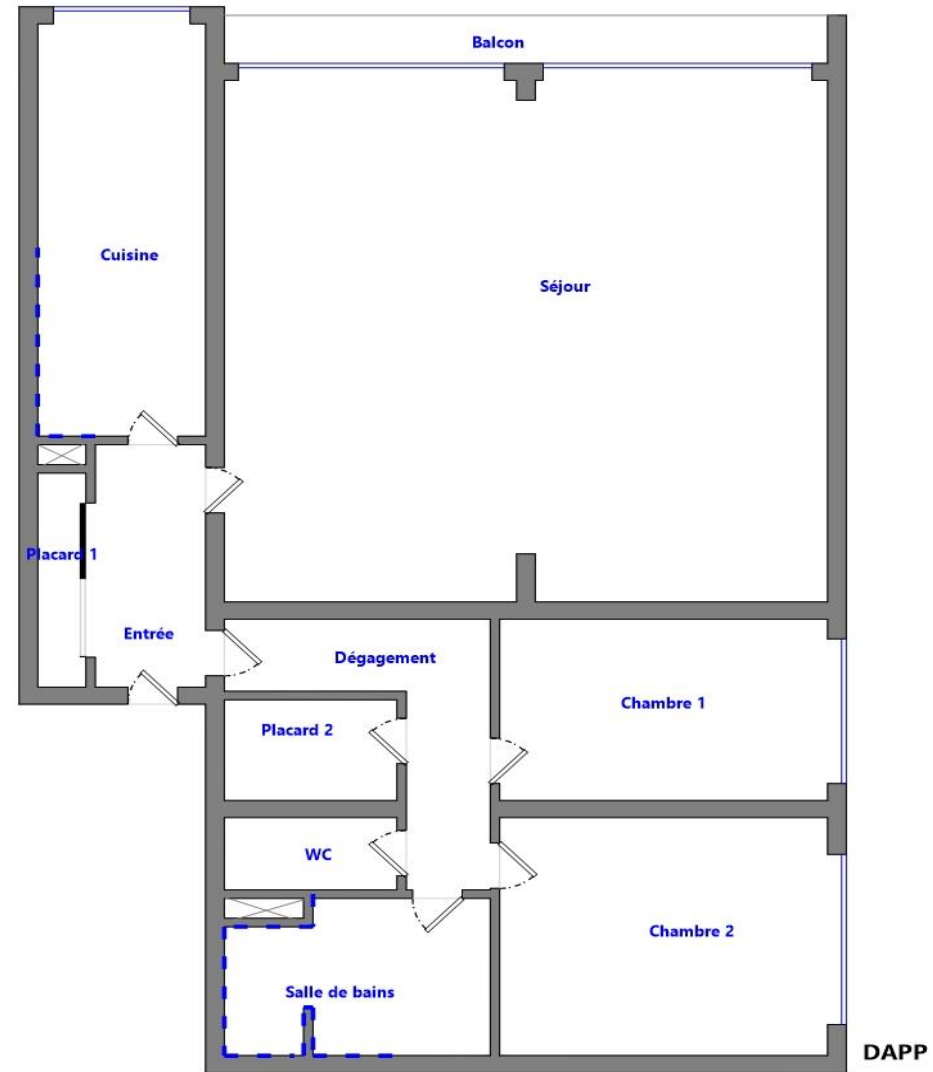 Balcon
Cuisine
Séjour
Placard 1
Entrée
Dégagement
Chambre 1
Placard 2
WC
Chambre 2
Salle de bains
DAPP